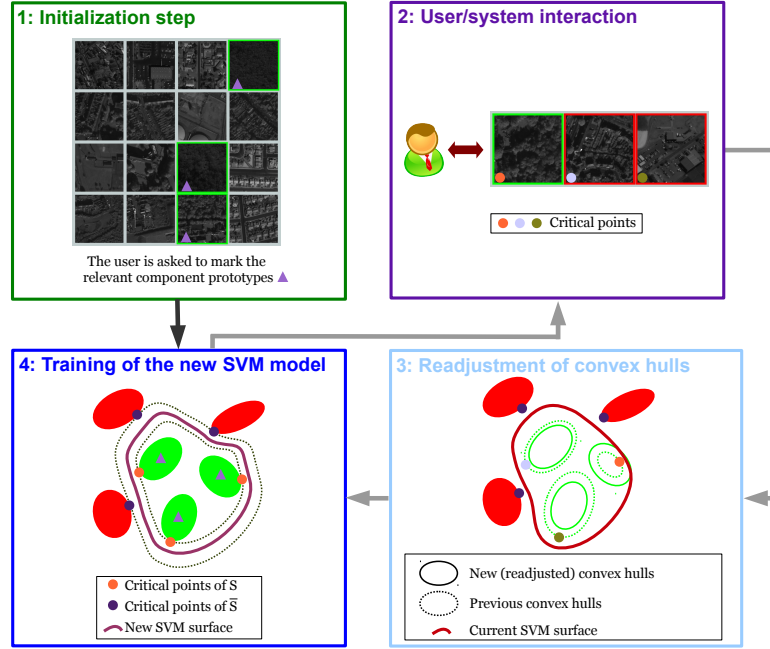 1: Initialization step
The user is asked to mark the
relevant component prototypes
2: User/system interaction
Critical points
4: Training of the new SVM model
Critical points of S
Critical points of S̅
New SVM surface
3: Readjustment of convex hulls
New (readjusted) convex hulls
Previous convex hulls
Current SVM surface